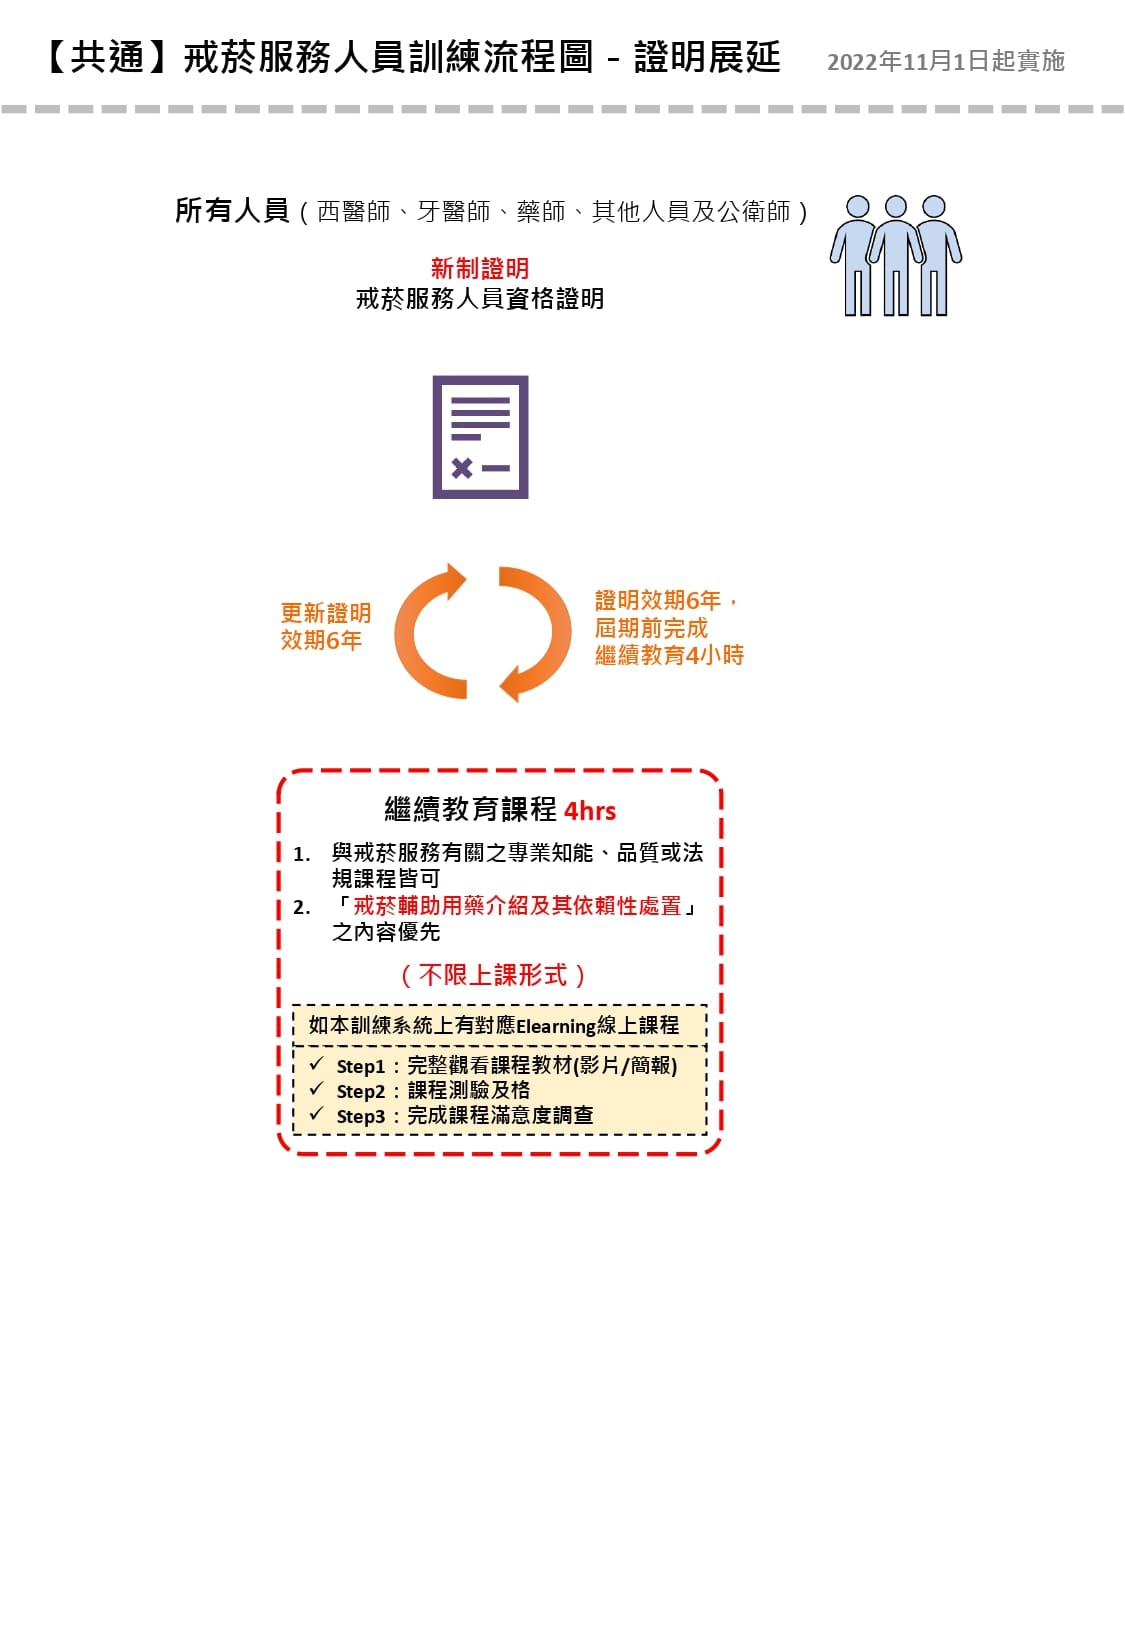 【共通】戒菸服務人員訓練流程圖 - 證明展延 2022年11月1日起實施
所有人員（西醫師、牙醫師、藥師、其他人員及公衛師）
新制證明
戒菸服務人員資格證明
更新證明
效期6年
證明效期6年，
屆期前完成
繼續教育4小時
繼續教育課程 4hrs
1. 與戒菸服務有關之專業知能、品質或法
規課程皆可
2. 「戒菸輔助用藥介紹及其依賴性處置」
之內容優先
（不限上課形式）
如本訓練系統上有對應Elearning線上課程
✓ Step1：完整觀看課程教材(影片/簡報)
✓ Step2：課程測驗及格
✓ Step3：完成課程滿意度調查